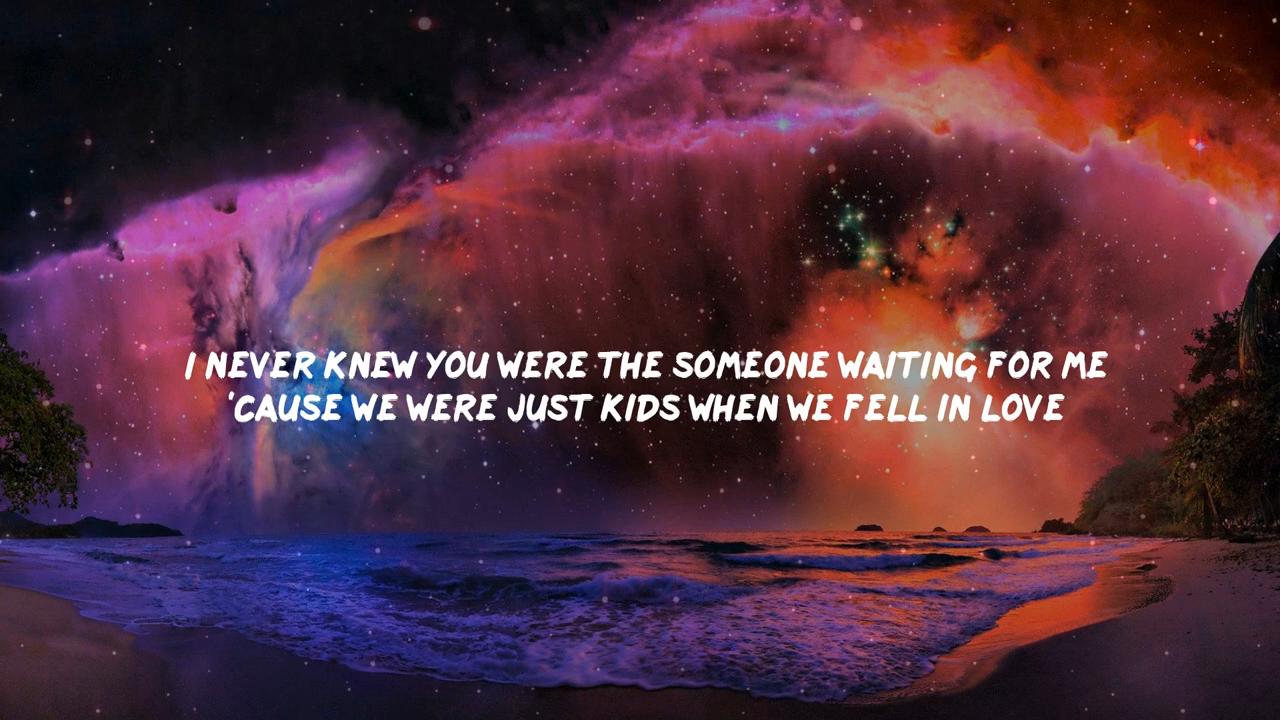 I NEVER KNEW YOU WERE THE SOMEONE WAITING FOR ME
'CAUSE WE WERE JUST KIDS WHEN WE FELL IN LOVE